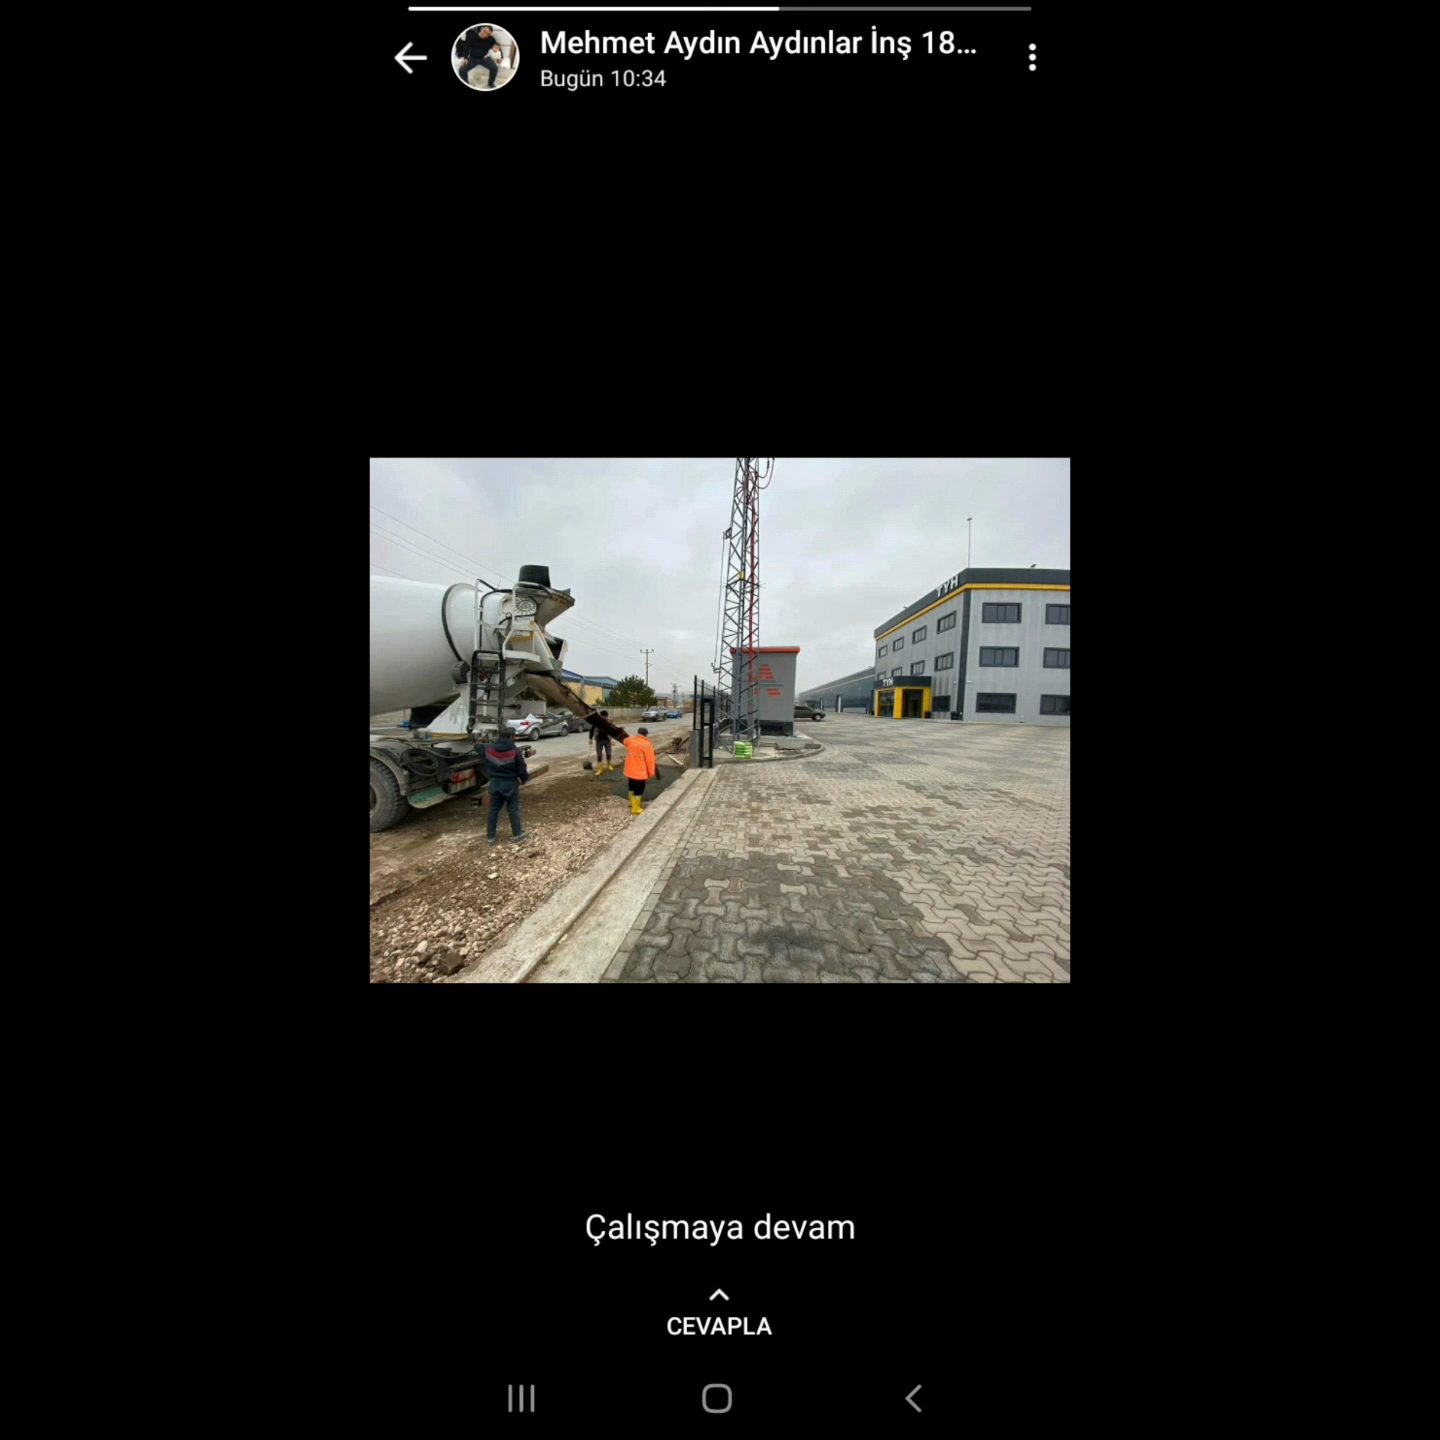 Mehmet Aydın Aydınlar İnş 18...
Bugün 10:34
TYH
TYH
Çalışmaya devam
CEVAPLA